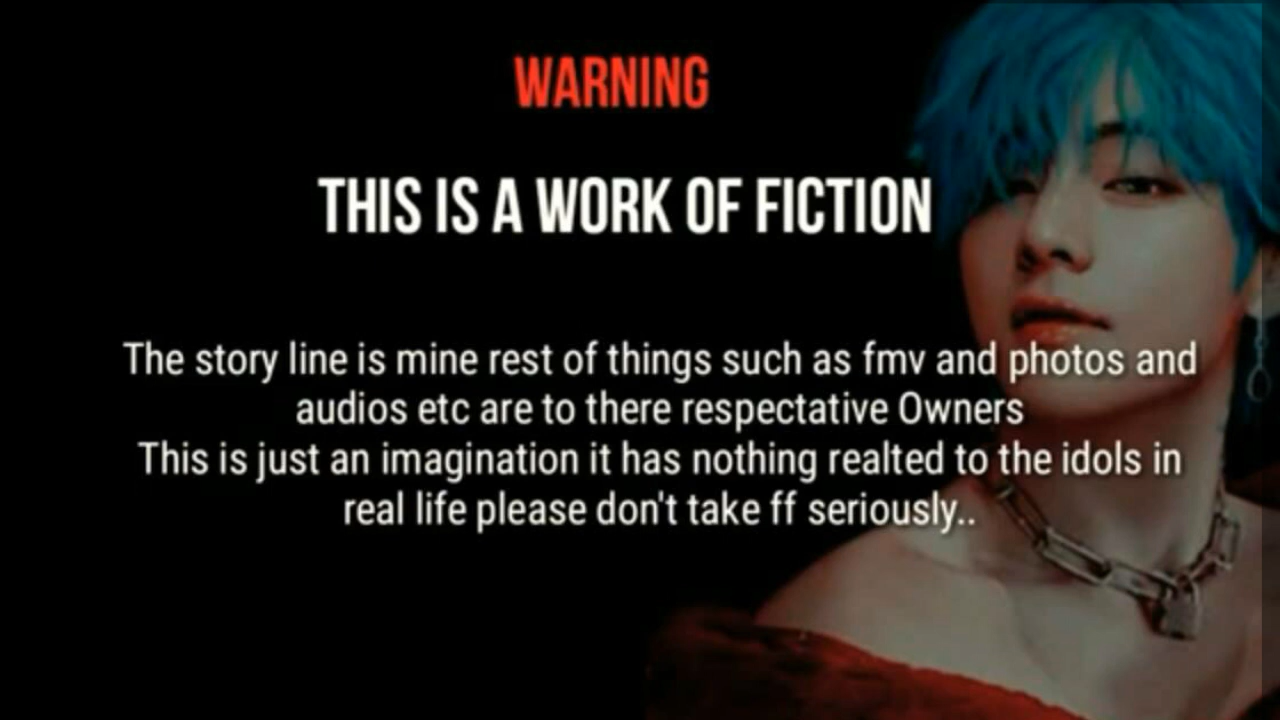 WARNING
THIS IS A WORK OF FICTION
The story line is mine rest of things such as fmv and photos and
audios etc are to there respectative Owners
This is just an imagination it has nothing realted to the idols in
real life please don't take ff seriously..